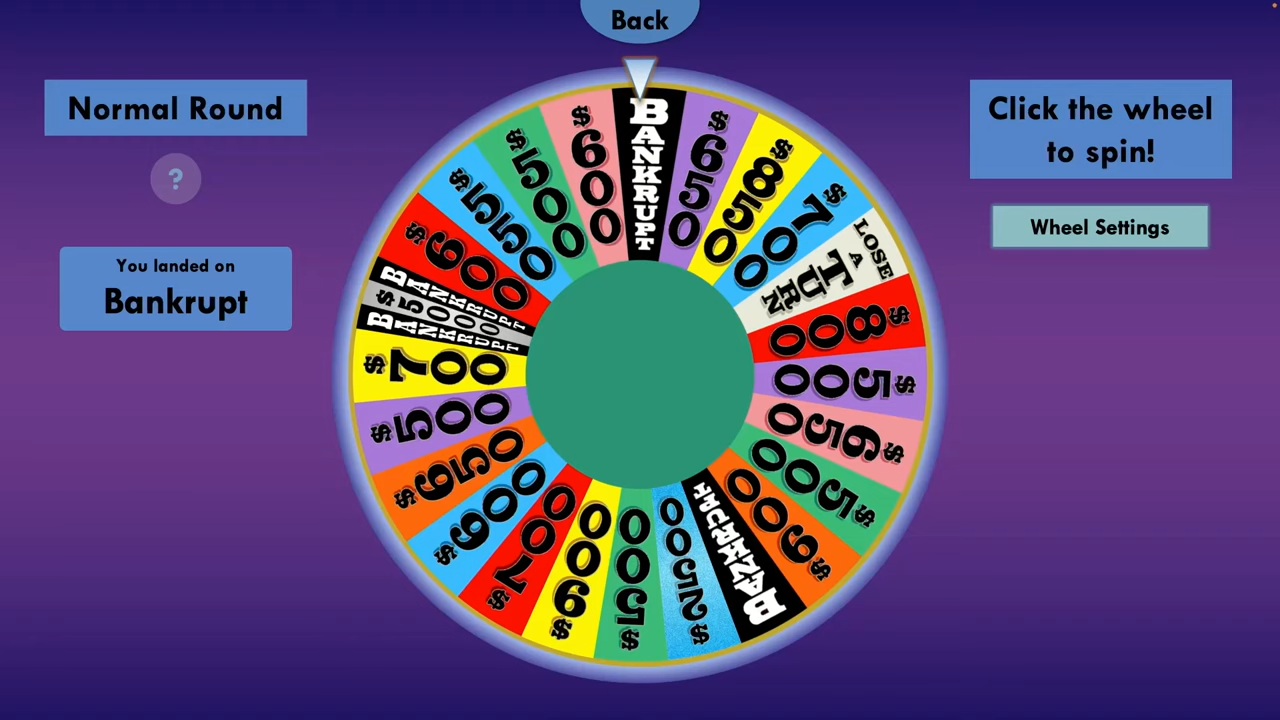 Back
Normal Round
?
You landed on
Bankrupt
Click the wheel
to spin!
Wheel Settings
BANKRUPT
$650
$850
$700
LOSE
A
TURN
$800
$500
$650
$500
$900
BANKRUPT
$2500
$500
$900
$700
$600
$650
$500
$700
BANKRUPT
$5000
BANKRUPT
$600
$550
$500
$600